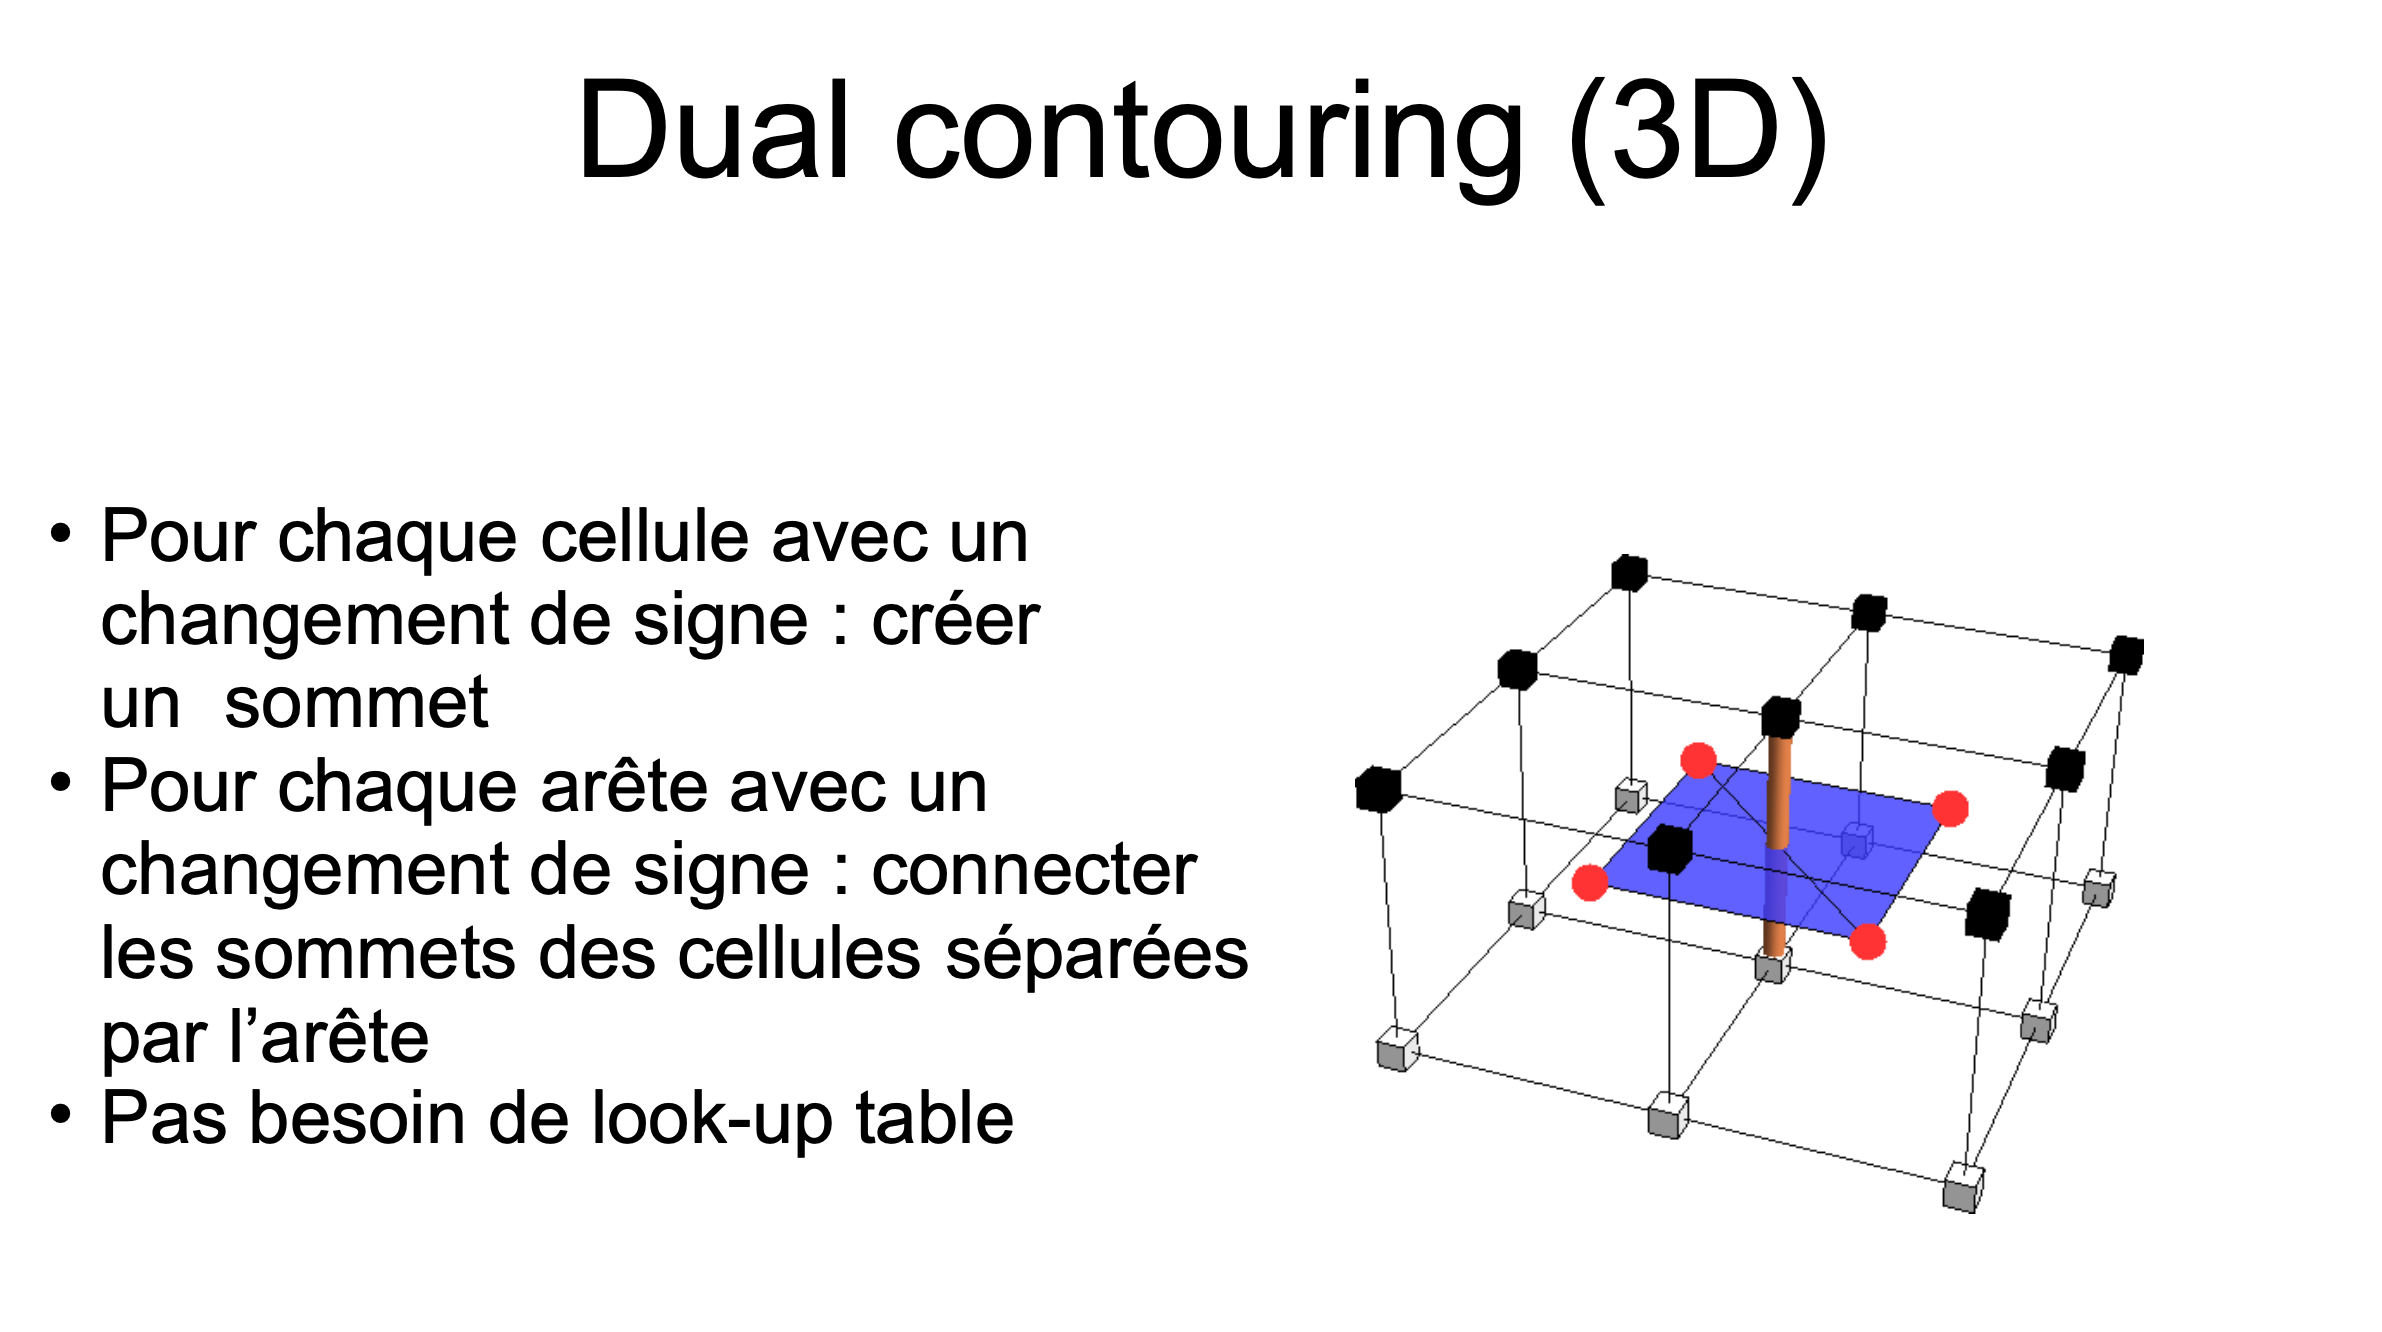 Dual contouring (3D)
• Pour chaque cellule avec un
changement de signe : créer
un  sommet
• Pour chaque arête avec un
changement de signe : connecter
les sommets des cellules séparées
par l’arête
• Pas besoin de look-up table